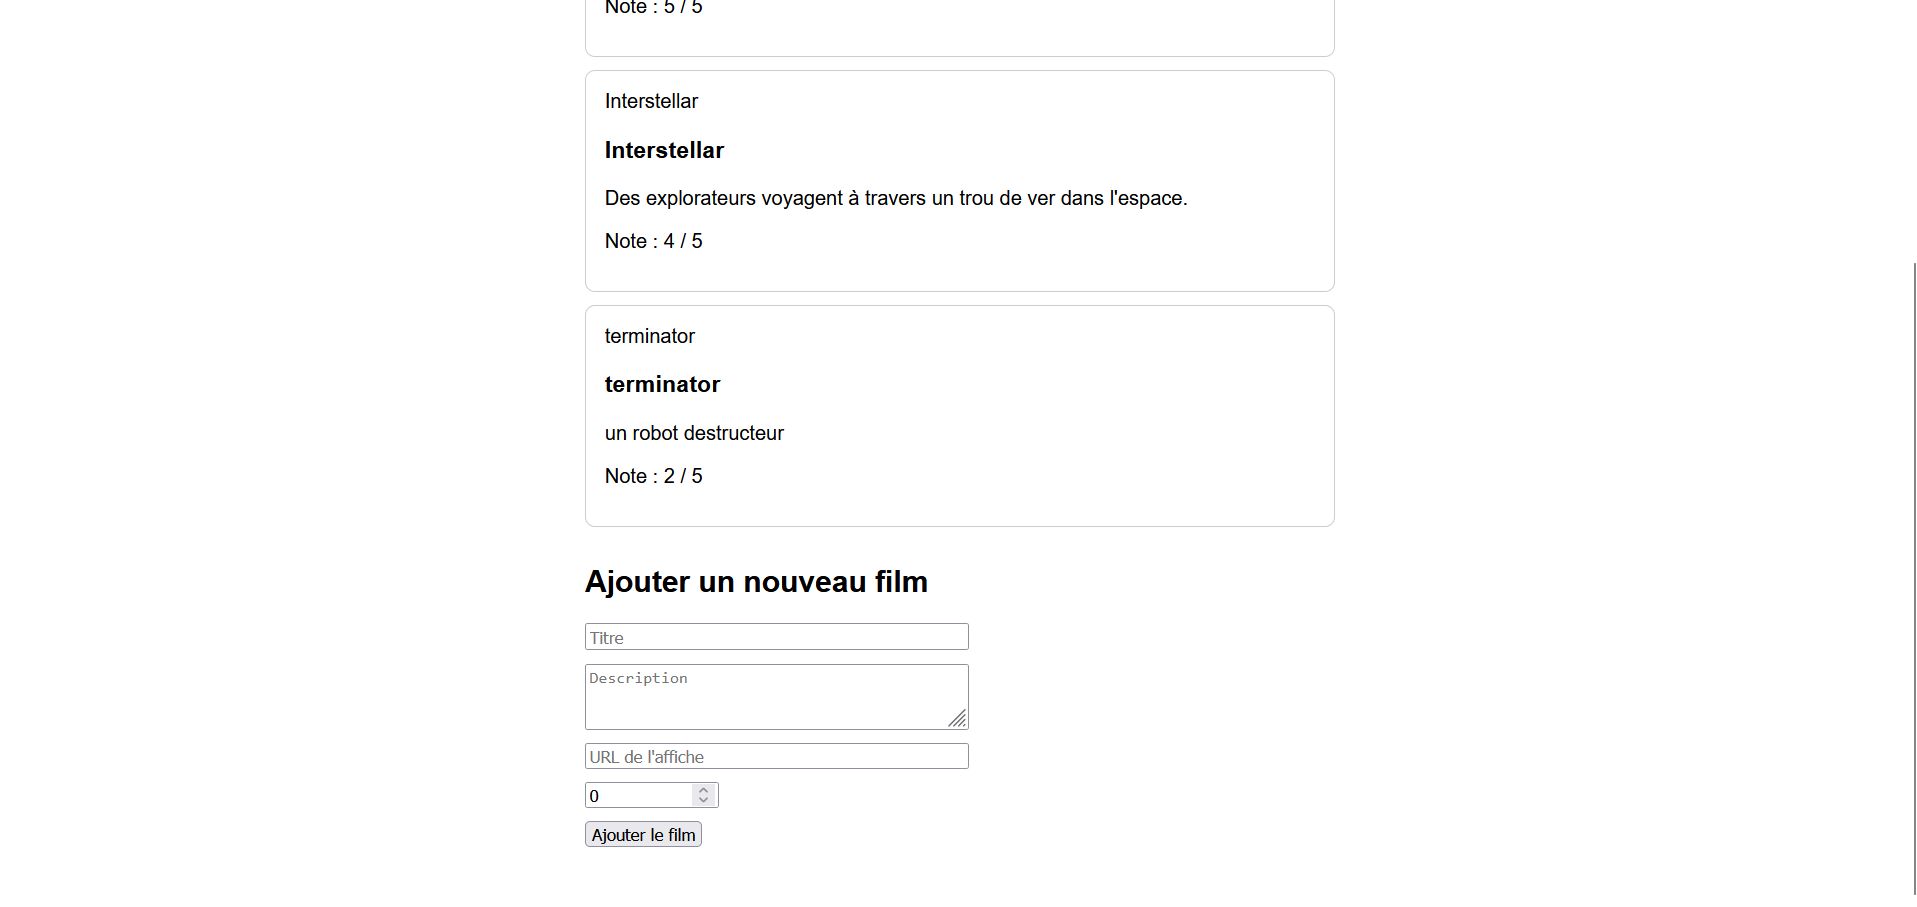 Note : 5 / 5
Interstellar
Interstellar
Des explorateurs voyagent à travers un trou de ver dans l'espace.
Note : 4 / 5
terminator
terminator
un robot destructeur
Note : 2 / 5
Ajouter un nouveau film
Titre
Description
URL de l'affiche
0
Ajouter le film